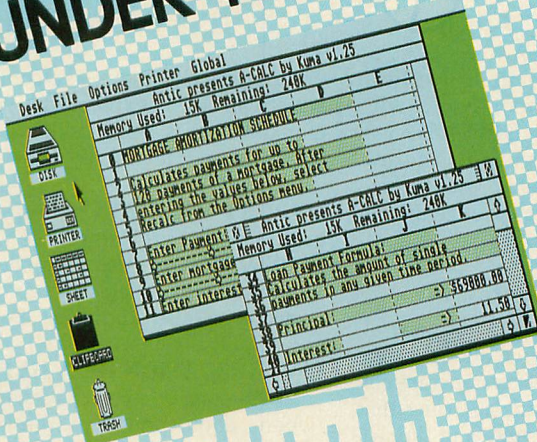 UNDER
Desk File Options Printer Global
Antic presents A-CALC by Kuma v1.25
Memory Used: 15K Remaining: 248K
A B C D E
MORTGAGE AMORTIZATION SCHEDULE
Calculates payments for up to
120 payments of a mortgage. After
entering the values below, select
Recalc from the Options menu.
Enter Payment
Enter mortgage
Enter interest
DISK
PRINTER
SHEET
CLIPBOARD
TRASH
Antic presents A-CALC by Kuma v1.25
Memory Used: 15K Remaining: 248K
H I J K
Loan Payment Formula:
Calculates the amount of single
payments in any given time period.
Principal: =) $69000.00
Interest: =) 11.50